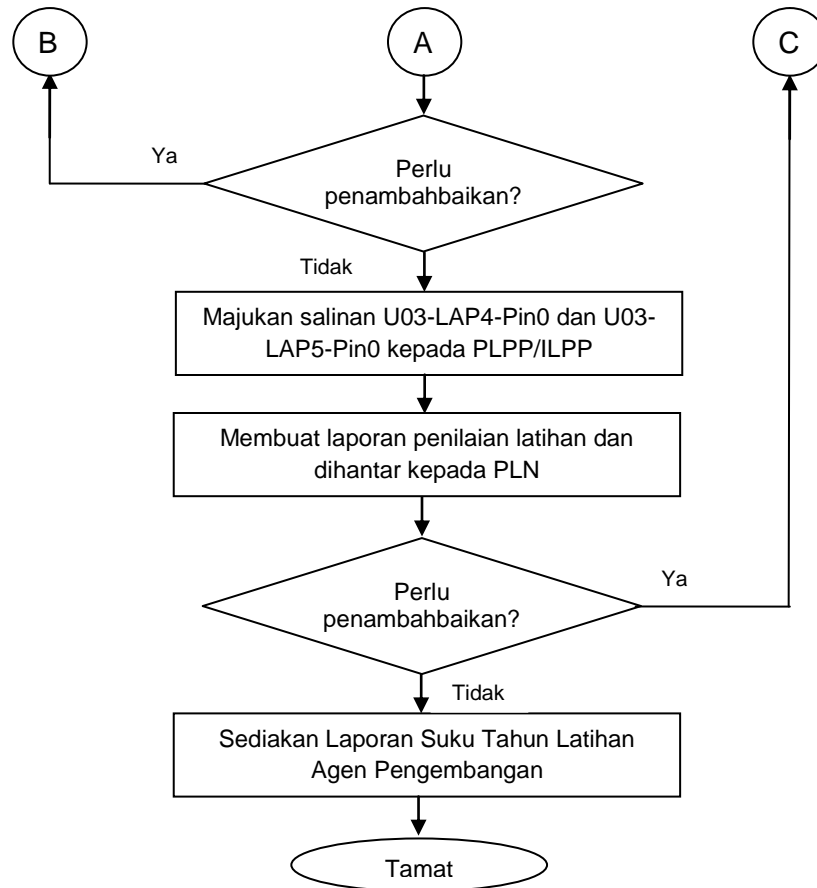 B
A
C
Ya
Perlu
penambahbaikan?
Tidak
Majukan salinan U03-LAP4-Pin0 dan U03-
LAP5-Pin0 kepada PLPP/ILPP
Membuat laporan penilaian latihan dan
dihantar kepada PLN
Perlu
penambahbaikan?
Ya
Tidak
Sediakan Laporan Suku Tahun Latihan
Agen Pengembangan
Tamat